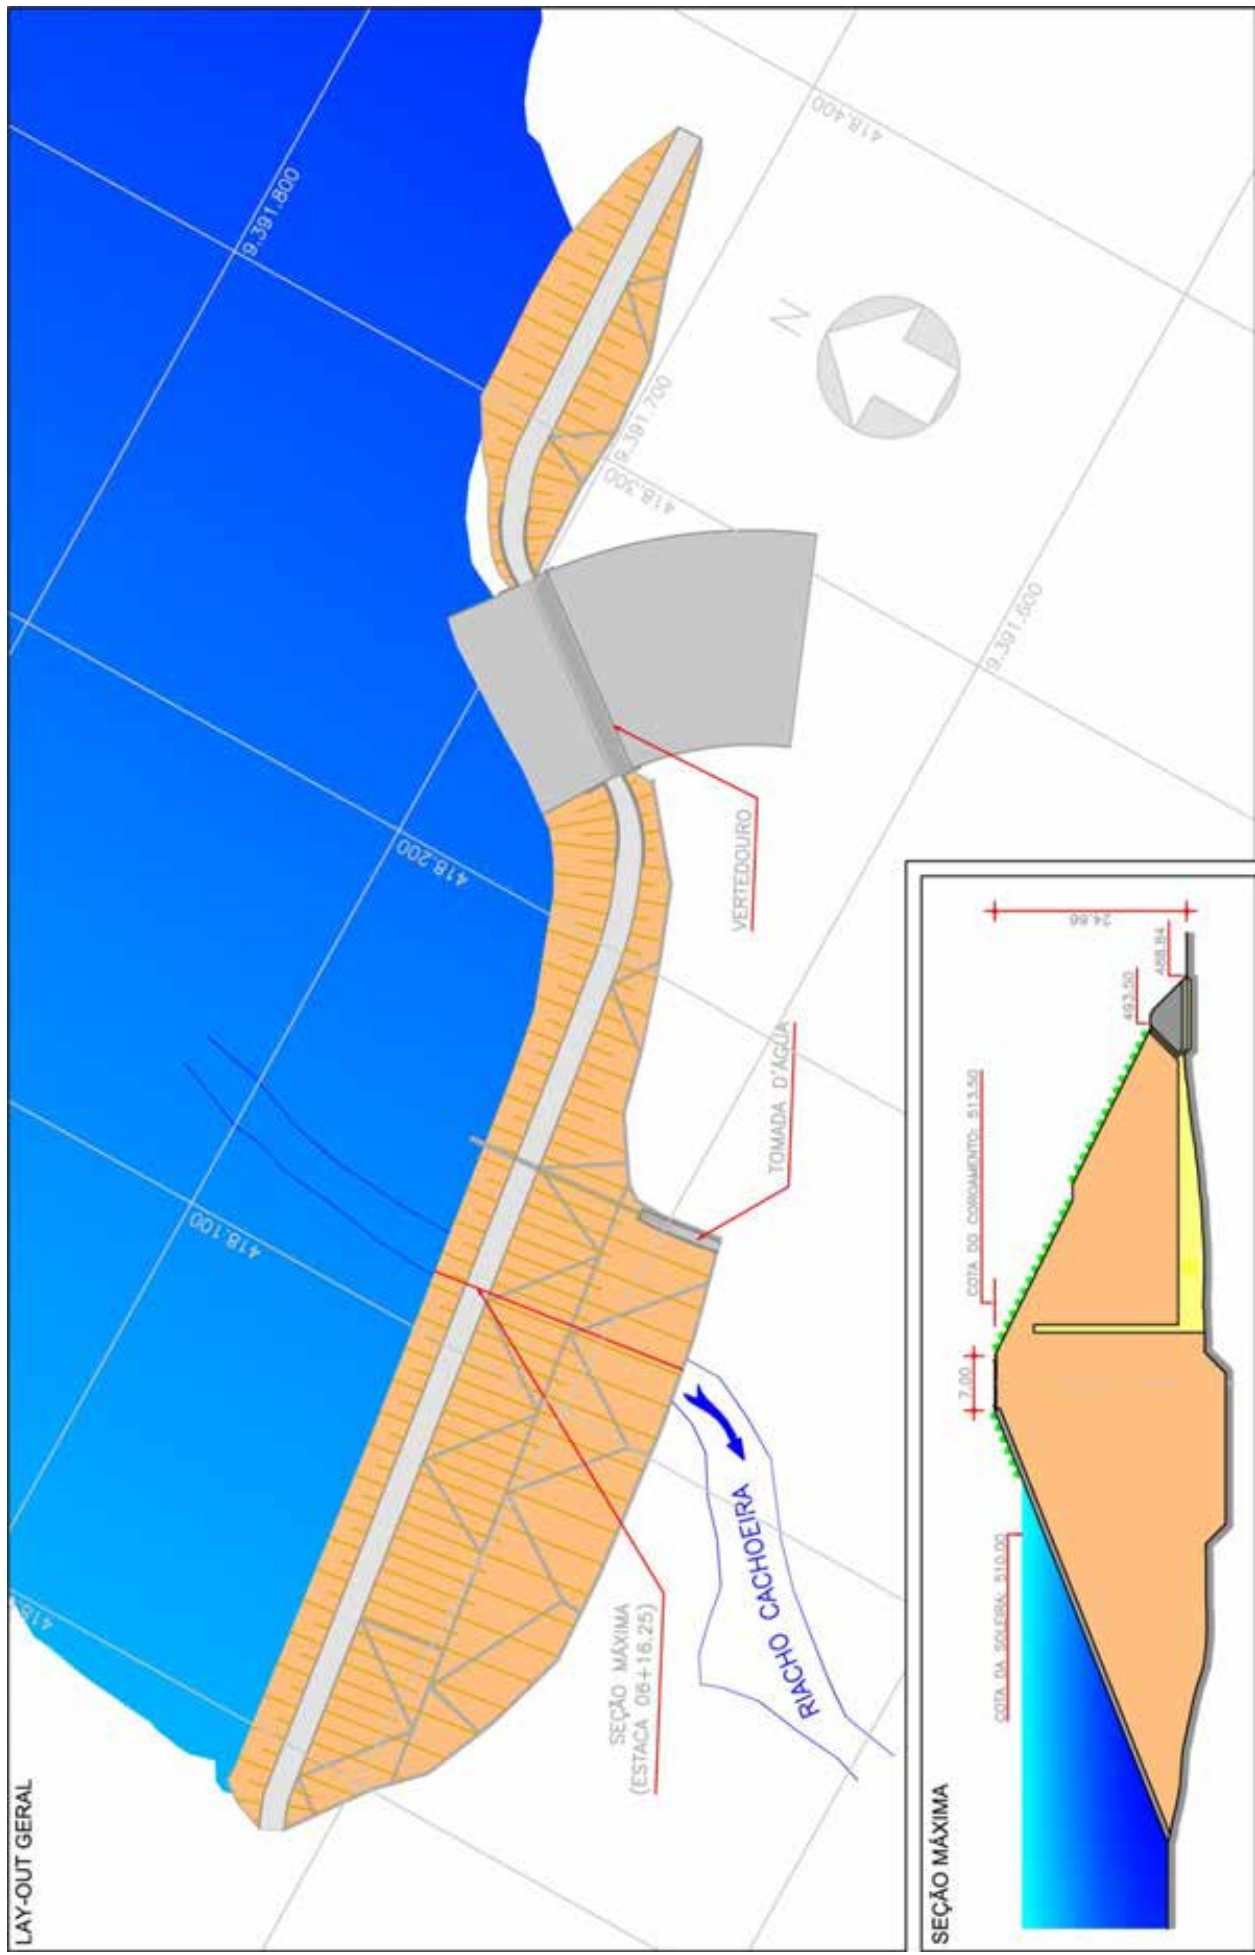 LAY-OUT GERAL
9.391.800
418.400
N
9.391.700
418.300
9.391.600
418.200
VERTEDOURO
418.100
TOMADA D'ÁGUA
SEÇÃO MÁXIMA
(ESTACA 06+16.25)
RIACHO CACHOEIRA
SEÇÃO MÁXIMA
COTA DA SOLEIRA: 510.00
7.00
COTA DO COROAMENTO: 513.50
493.50
488.84
24.66